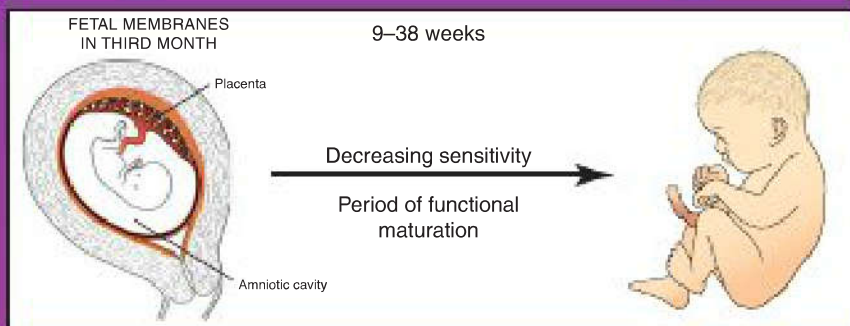 FETAL MEMBRANES
IN THIRD MONTH
9–38 weeks
Placenta
Decreasing sensitivity
Period of functional
maturation
Amniotic cavity